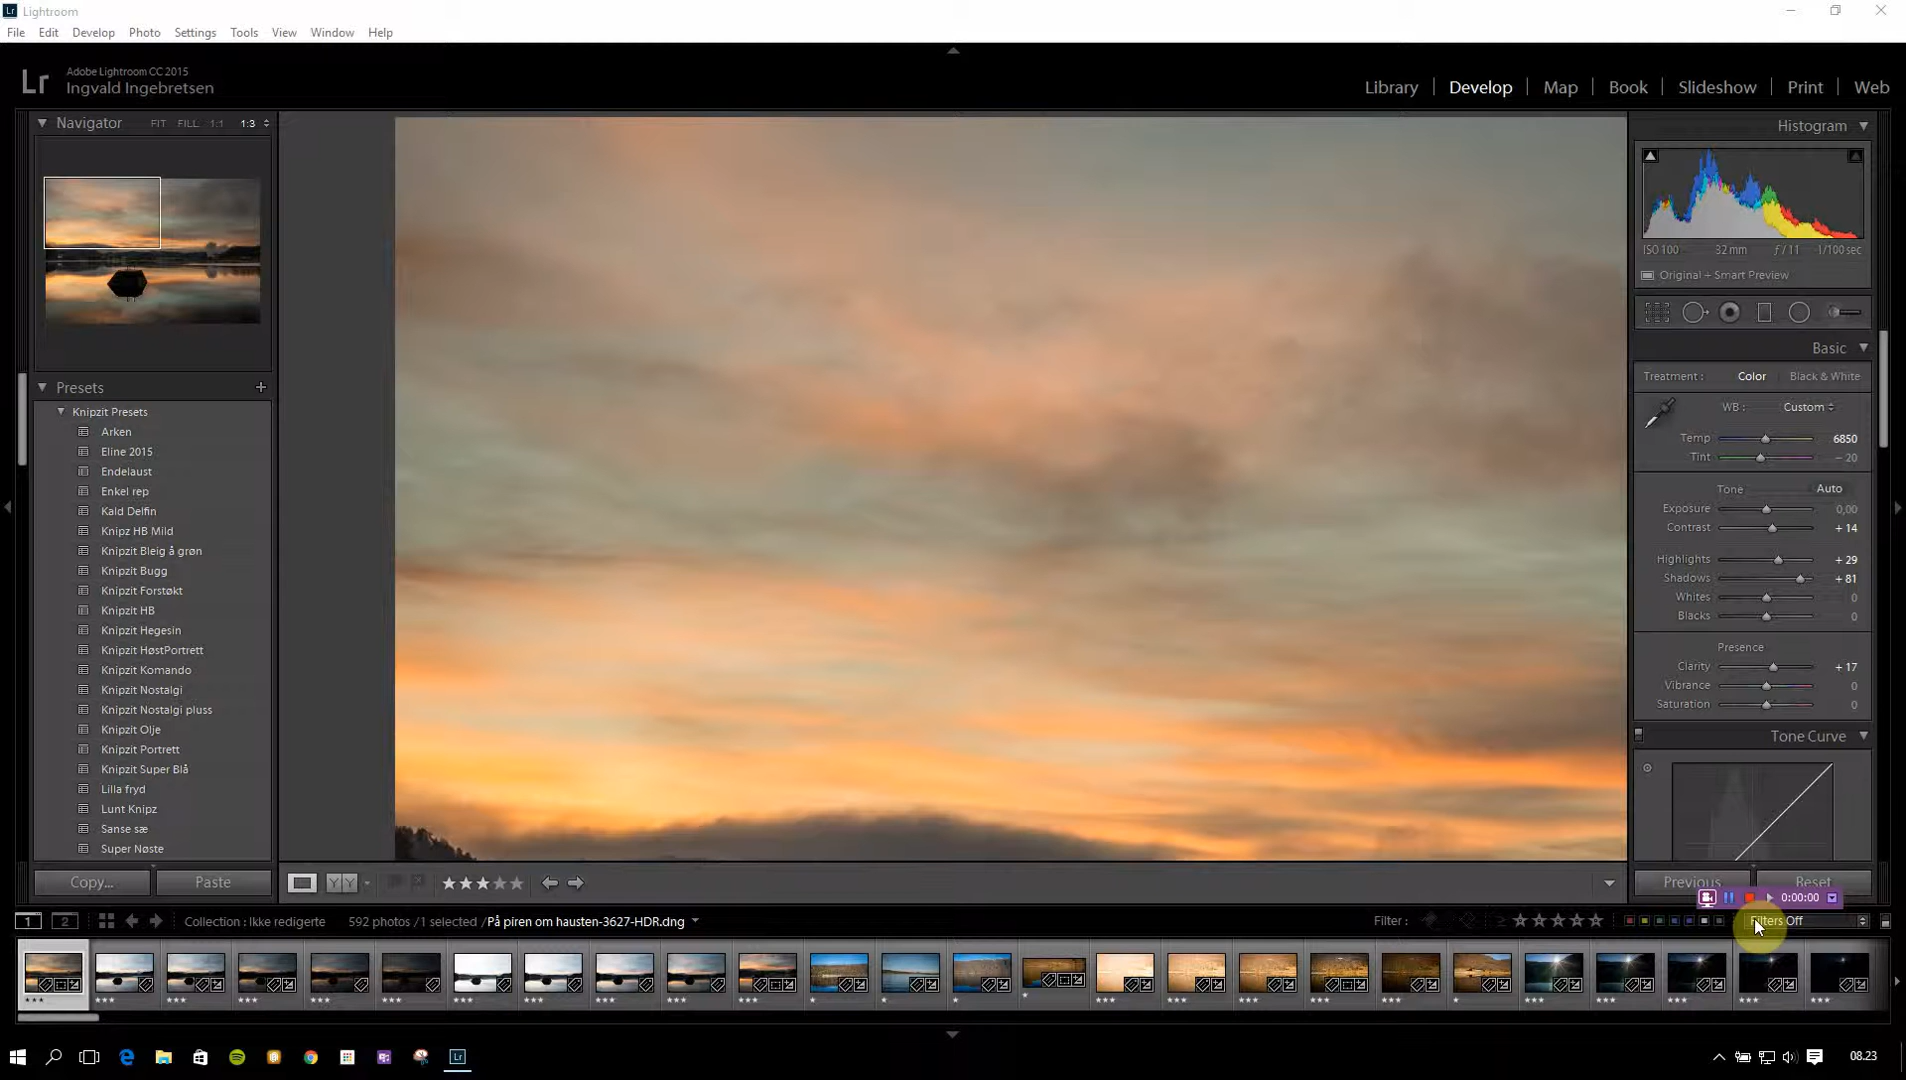 Lightroom
File Edit Develop Photo Settings Tools View Window Help
Lr Adobe Lightroom CC 2015
Ingvald Ingebretsen
Library Develop Map Book Slideshow Print Web
Navigator FIT FILL 1:1 1:3
Presets
Knipzit Presets
Arken
Eline 2015
Endelaust
Enkel rep
Kald Delfin
Knipz HB Mild
Knipzit Bleig å grøn
Knipzit Bugg
Knipzit Forstøkt
Knipzit HB
Knipzit Hegesin
Knipzit HøstPortrett
Knipzit Komando
Knipzit Nostalgi
Knipzit Nostalgi pluss
Knipzit Olje
Knipzit Portrett
Knipzit Super Blå
Lilla fryd
Lunt Knipz
Sanse sæ
Super Nøste
Copy... Paste
Histogram
ISO 100 32 mm ƒ / 11 1/100 sec
Original + Smart Preview
Basic
Treatment : Color Black & White
WB : Custom
Temp 6850
Tint – 20
Tone Auto
Exposure 0,00
Contrast + 14
Highlights + 29
Shadows + 81
Whites 0
Blacks 0
Presence
Clarity + 17
Vibrance 0
Saturation 0
Tone Curve
Previous Reset
0:00:00
1 2 Collection : Ikke redigerte 592 photos / 1 selected / På piren om hausten-3627-HDR.dng Filter : Filters Off
08.23